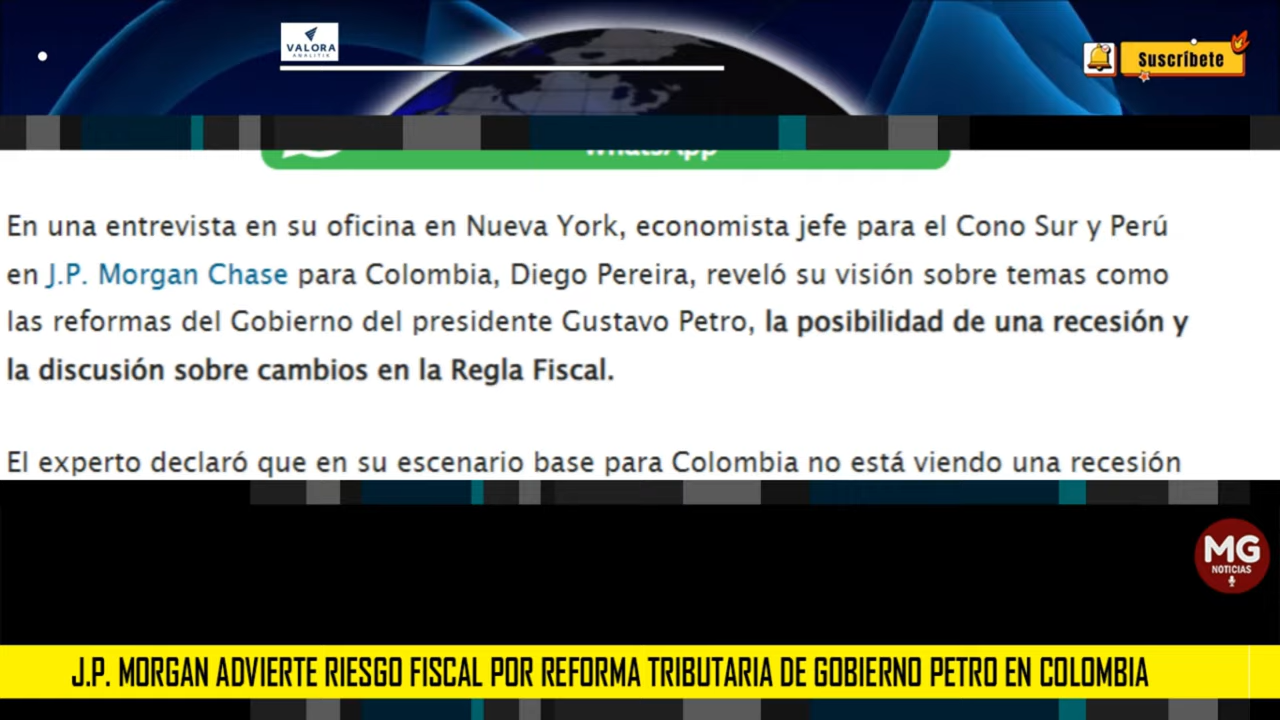 VALORA
ANALITIK
Suscríbete
WhatsApp
En una entrevista en su oficina en Nueva York, economista jefe para el Cono Sur y Perú
en J.P. Morgan Chase para Colombia, Diego Pereira, reveló su visión sobre temas como
las reformas del Gobierno del presidente Gustavo Petro, la posibilidad de una recesión y
la discusión sobre cambios en la Regla Fiscal.
El experto declaró que en su escenario base para Colombia no está viendo una recesión
MG
NOTICIAS
J.P. MORGAN ADVIERTE RIESGO FISCAL POR REFORMA TRIBUTARIA DE GOBIERNO PETRO EN COLOMBIA